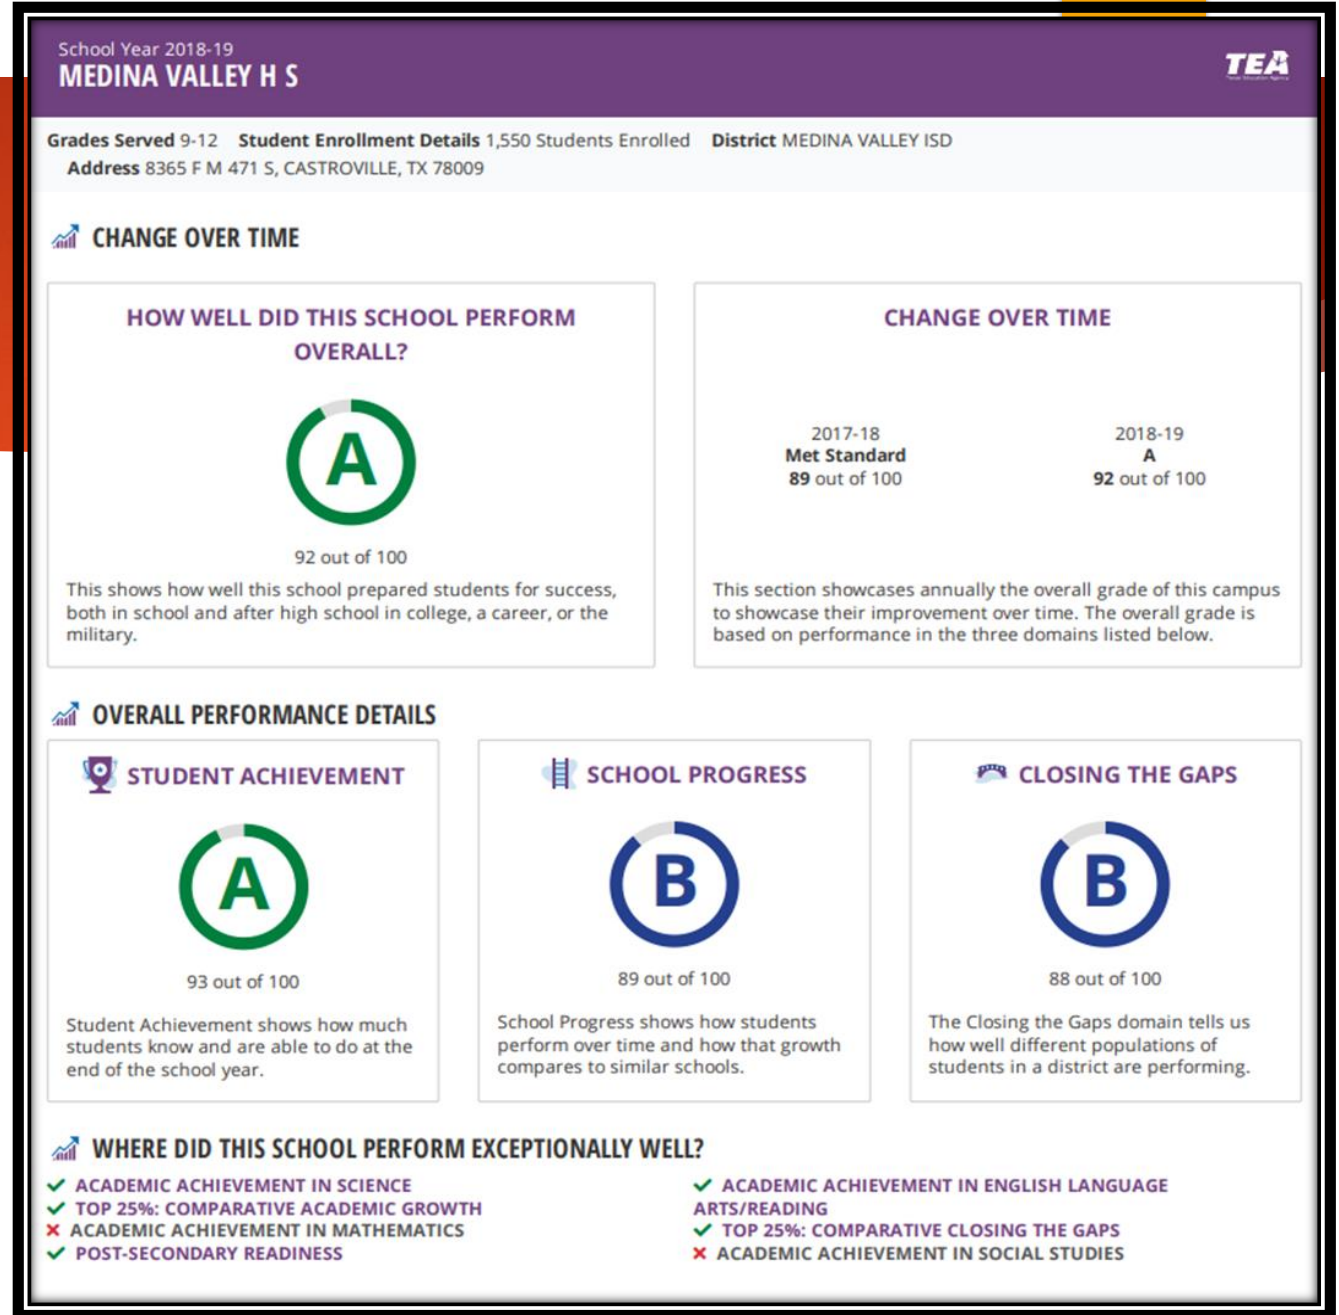 School Year 2018-19
MEDINA VALLEY H S
TEA
Grades Served 9-12 Student Enrollment Details 1,550 Students Enrolled District MEDINA VALLEY ISD
Address 8365 F M 471 S, CASTROVILLE, TX 78009
CHANGE OVER TIME
HOW WELL DID THIS SCHOOL PERFORM
OVERALL?
A
92 out of 100
This shows how well this school prepared students for success,
both in school and after high school in college, a career, or the
military.
CHANGE OVER TIME
2017-18
Met Standard
89 out of 100
2018-19
A
92 out of 100
This section showcases annually the overall grade of this campus
to showcase their improvement over time. The overall grade is
based on performance in the three domains listed below.
OVERALL PERFORMANCE DETAILS
STUDENT ACHIEVEMENT
A
93 out of 100
Student Achievement shows how much
students know and are able to do at the
end of the school year.
SCHOOL PROGRESS
B
89 out of 100
School Progress shows how students
perform over time and how that growth
compares to similar schools.
CLOSING THE GAPS
B
88 out of 100
The Closing the Gaps domain tells us
how well different populations of
students in a district are performing.
WHERE DID THIS SCHOOL PERFORM EXCEPTIONALLY WELL?
✔ ACADEMIC ACHIEVEMENT IN SCIENCE
✔ TOP 25%: COMPARATIVE ACADEMIC GROWTH
✘ ACADEMIC ACHIEVEMENT IN MATHEMATICS
✔ POST-SECONDARY READINESS
✔ ACADEMIC ACHIEVEMENT IN ENGLISH LANGUAGE
ARTS/READING
✔ TOP 25%: COMPARATIVE CLOSING THE GAPS
✘ ACADEMIC ACHIEVEMENT IN SOCIAL STUDIES